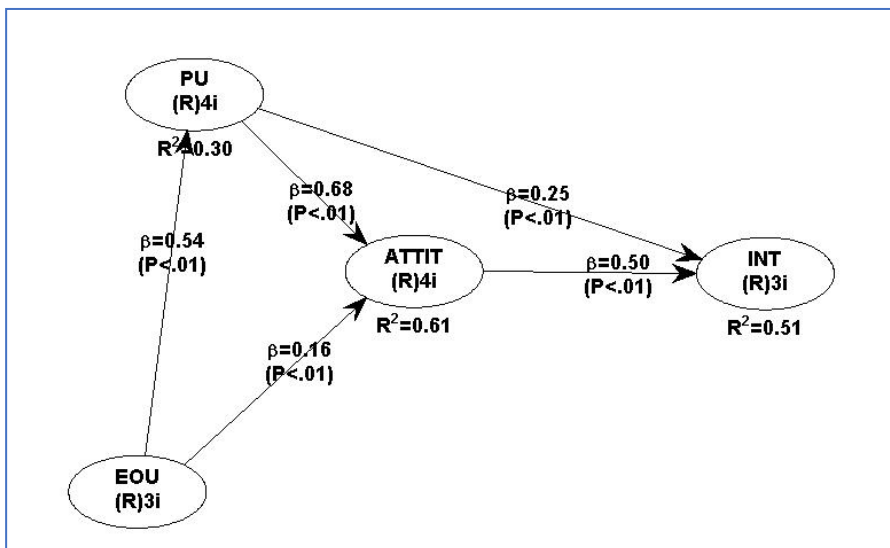 PU
(R)4i
R²=0.30
β=0.68
(P<.01)
β=0.25
(P<.01)
β=0.54
(P<.01)
ATTIT
(R)4i
R²=0.61
β=0.50
(P<.01)
INT
(R)3i
R²=0.51
β=0.16
(P<.01)
EOU
(R)3i